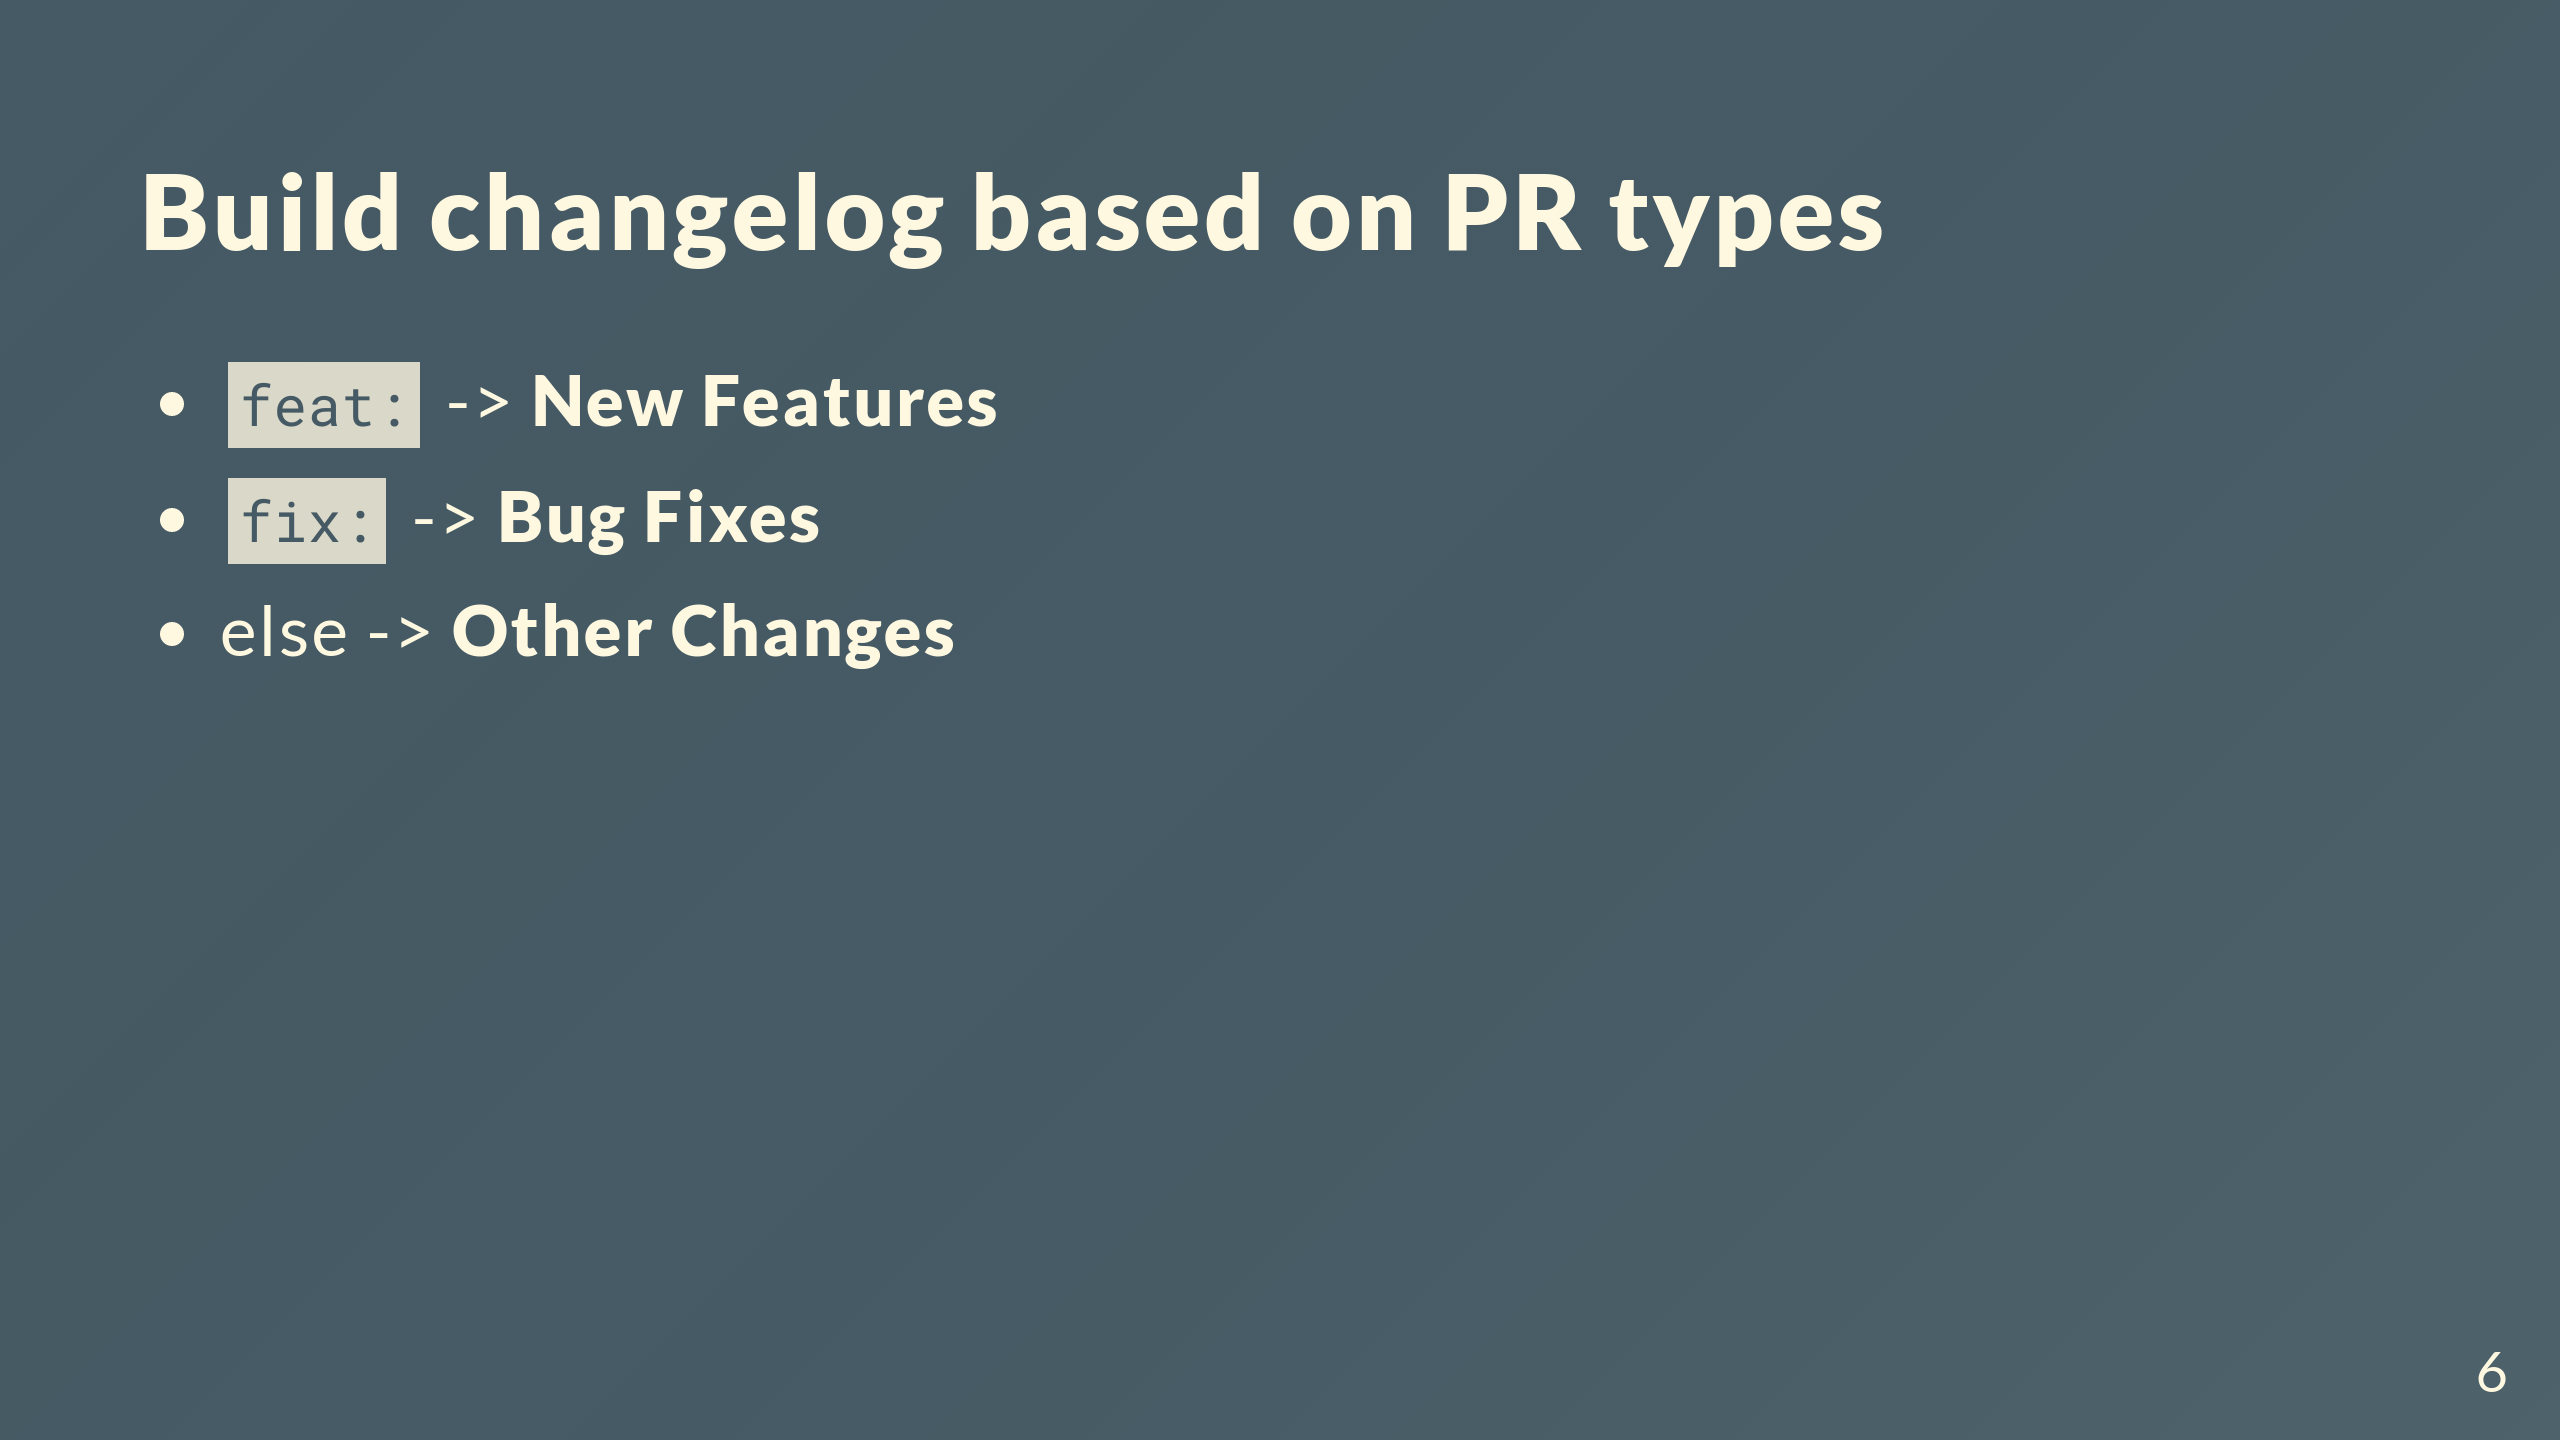 Build changelog based on PR types
• feat: -> New Features
• fix: -> Bug Fixes
• else -> Other Changes
6